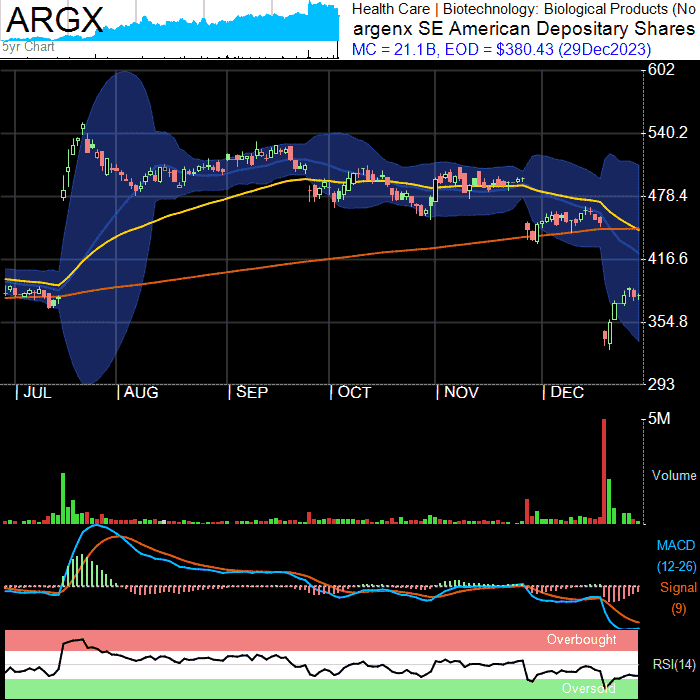 ARGX
5yr Chart
Health Care | Biotechnology: Biological Products (No
argenx SE American Depositary Shares
MC = 21.1B, EOD = $380.43 (29Dec2023)
602
540.2
478.4
416.6
354.8
293
| JUL | AUG | SEP | OCT | NOV | DEC
5M
Volume
MACD
(12-26)
Signal
(9)
Overbought
RSI(14)
Oversold